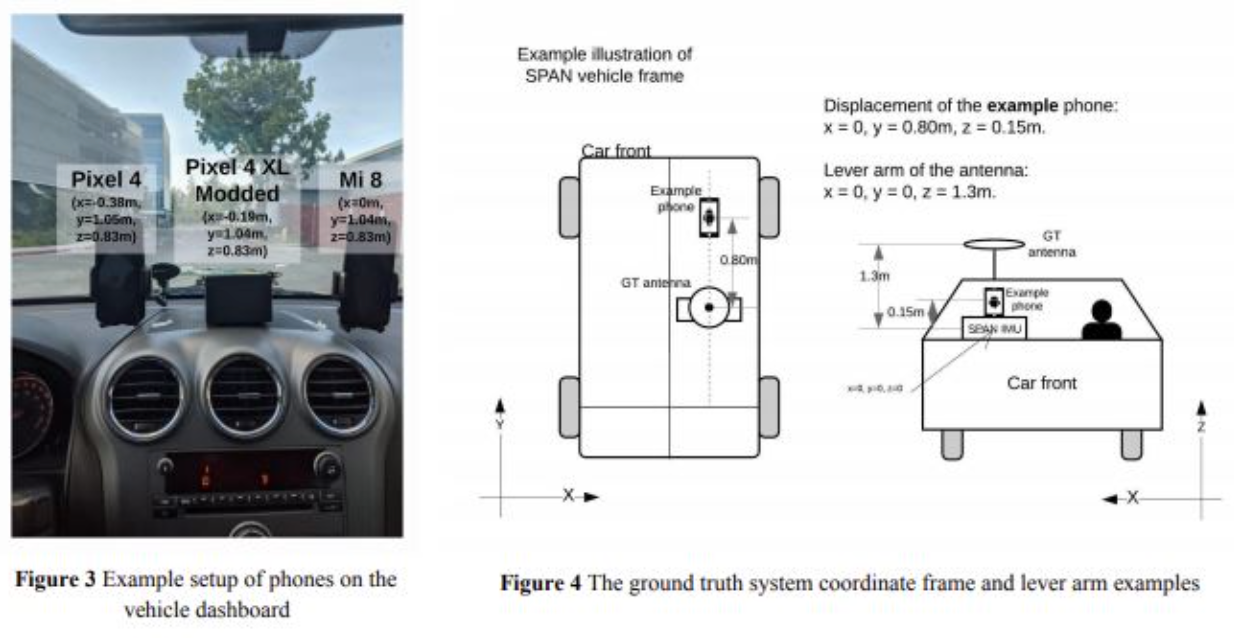 Pixel 4
(x=-0.38m,
y=1.05m,
z=0.83m)
Pixel 4 XL
Modded
(x=-0.19m,
y=1.04m,
z=0.83m)
Mi 8
(x=0m,
y=1.04m,
z=0.83m)
Figure 3 Example setup of phones on the
vehicle dashboard
Example illustration of
SPAN vehicle frame
Car front
Example
phone
0.80m
GT antenna
Y
X
Displacement of the example phone:
x = 0, y = 0.80m, z = 0.15m.
Lever arm of the antenna:
x = 0, y = 0, z = 1.3m.
GT
antenna
1.3m
Example
phone
0.15m
SPAN IMU
x=0, y=0, z=0
Car front
Z
X
Figure 4 The ground truth system coordinate frame and lever arm examples